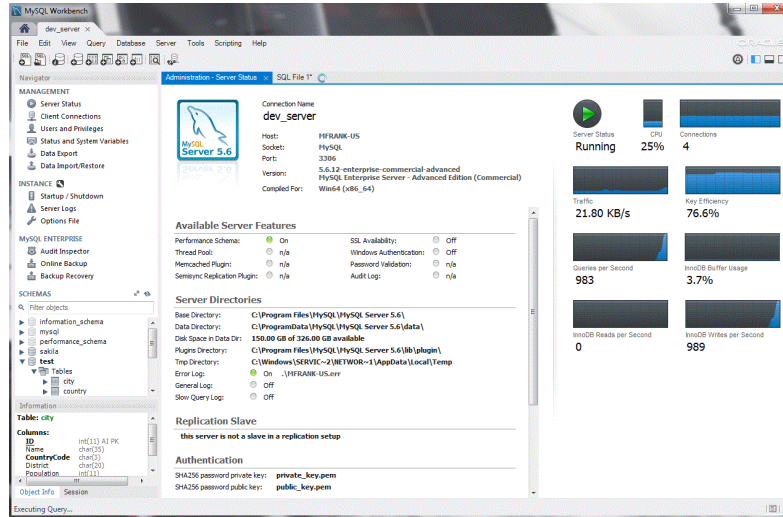 MySQL Workbench
dev_server
File Edit View Query Database Server Tools Scripting Help
ORACLE
Navigator
MANAGEMENT
Server Status
Client Connections
Users and Privileges
Status and System Variables
Data Export
Data Import/Restore
INSTANCE
Startup / Shutdown
Server Logs
Options File
MySQL ENTERPRISE
Audit Inspector
Online Backup
Backup Recovery
SCHEMAS
Filter objects
information_schema
mysql
performance_schema
sakila
test
Tables
city
country
Information
Table: city
Columns:
ID int(11) AI PK
Name char(35)
CountryCode char(3)
District char(20)
Population int(11)
Object Info Session
Executing Query...
Administration - Server Status SQL File 1*
MySQL
Server 5.6
Connection Name
dev_server
Host: MFRANK-US
Socket: MySQL
Port: 3306
Version: 5.6.12-enterprise-commercial-advanced
MySQL Enterprise Server - Advanced Edition (Commercial)
Compiled For: Win64 (x86_64)
Available Server Features
Performance Schema: On SSL Availability: Off
Thread Pool: n/a Windows Authentication: Off
Memcached Plugin: n/a Password Validation: n/a
Semisync Replication Plugin: n/a Audit Log: n/a
Server Directories
Base Directory: C:\Program Files\MySQL\MySQL Server 5.6\
Data Directory: C:\ProgramData\MySQL\MySQL Server 5.6\data\
Disk Space in Data Dir: 150.00 GB of 326.00 GB available
Plugins Directory: C:\Program Files\MySQL\MySQL Server 5.6\lib\plugin\
Tmp Directory: C:\Windows\SERVIC~2\NETWOR~1\AppData\Local\Temp
Error Log: On .\MFRANK-US.err
General Log: Off
Slow Query Log: Off
Replication Slave
this server is not a slave in a replication setup
Authentication
SHA256 password private key: private_key.pem
SHA256 password public key: public_key.pem
Server Status CPU Connections
Running 25% 4
Traffic Key Efficiency
21.80 KB/s 76.6%
Queries per Second InnoDB Buffer Usage
983 3.7%
InnoDB Reads per Second InnoDB Writes per Second
0 989